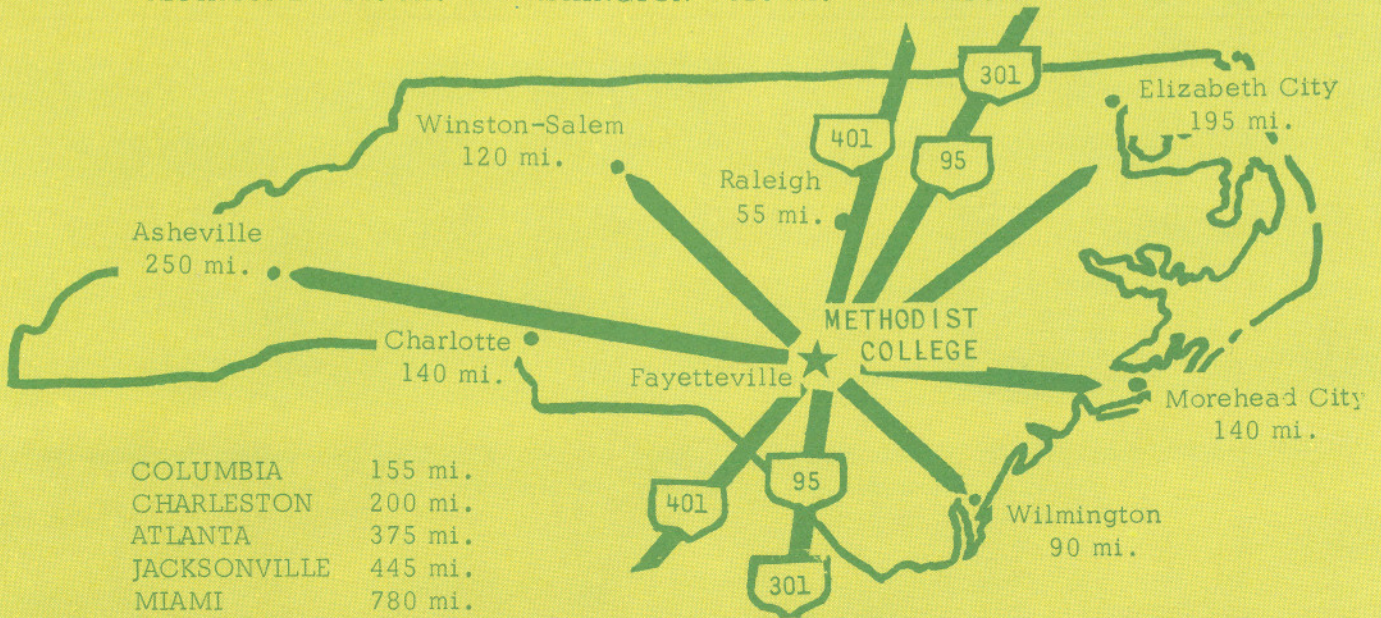 301
Elizabeth City
195 mi.
Winston-Salem
120 mi.
401
95
Raleigh
55 mi.
Asheville
250 mi.
METHODIST
COLLEGE
Charlotte
140 mi.
Fayetteville
Morehead City
140 mi.
COLUMBIA 155 mi.
CHARLESTON 200 mi.
ATLANTA 375 mi.
JACKSONVILLE 445 mi.
MIAMI 780 mi.
95
401
Wilmington
90 mi.
301